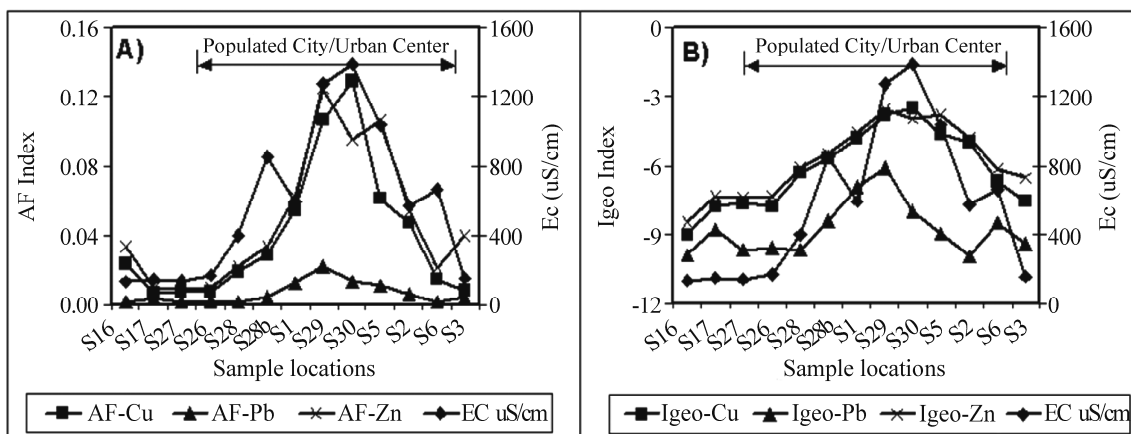 A)
Populated City/Urban Center
0.16
0.12
0.08
0.04
0.00
AF Index
1600
1200
800
400
0
Ec (uS/cm)
S16 S17 S27 S26 S28 S28b S1 S29 S30 S5 S2 S6 S3
Sample locations
AF-Cu AF-Pb AF-Zn EC uS/cm
B)
Populated City/Urban Center
0
-3
-6
-9
-12
Igeo Index
1600
1200
800
400
0
Ec (uS/cm)
S16 S17 S27 S26 S28 S28b S1 S29 S30 S5 S2 S6 S3
Sample locations
Igeo-Cu Igeo-Pb Igeo-Zn EC uS/cm